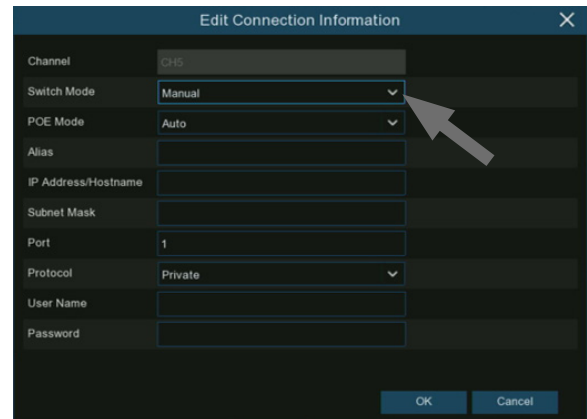 Edit Connection Information
Channel CH5
Switch Mode Manual
POE Mode Auto
Alias
IP Address/Hostname
Subnet Mask
Port 1
Protocol Private
User Name
Password
OK Cancel